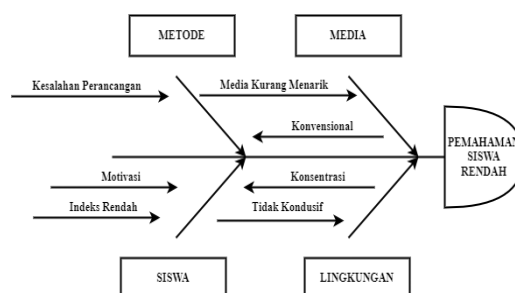 METODE
MEDIA
Kesalahan Perancangan
Media Kurang Menarik
Konvensional
PEMAHAMAN
SISWA
RENDAH
Motivasi
Konsentrasi
Indeks Rendah
Tidak Kondusif
SISWA
LINGKUNGAN